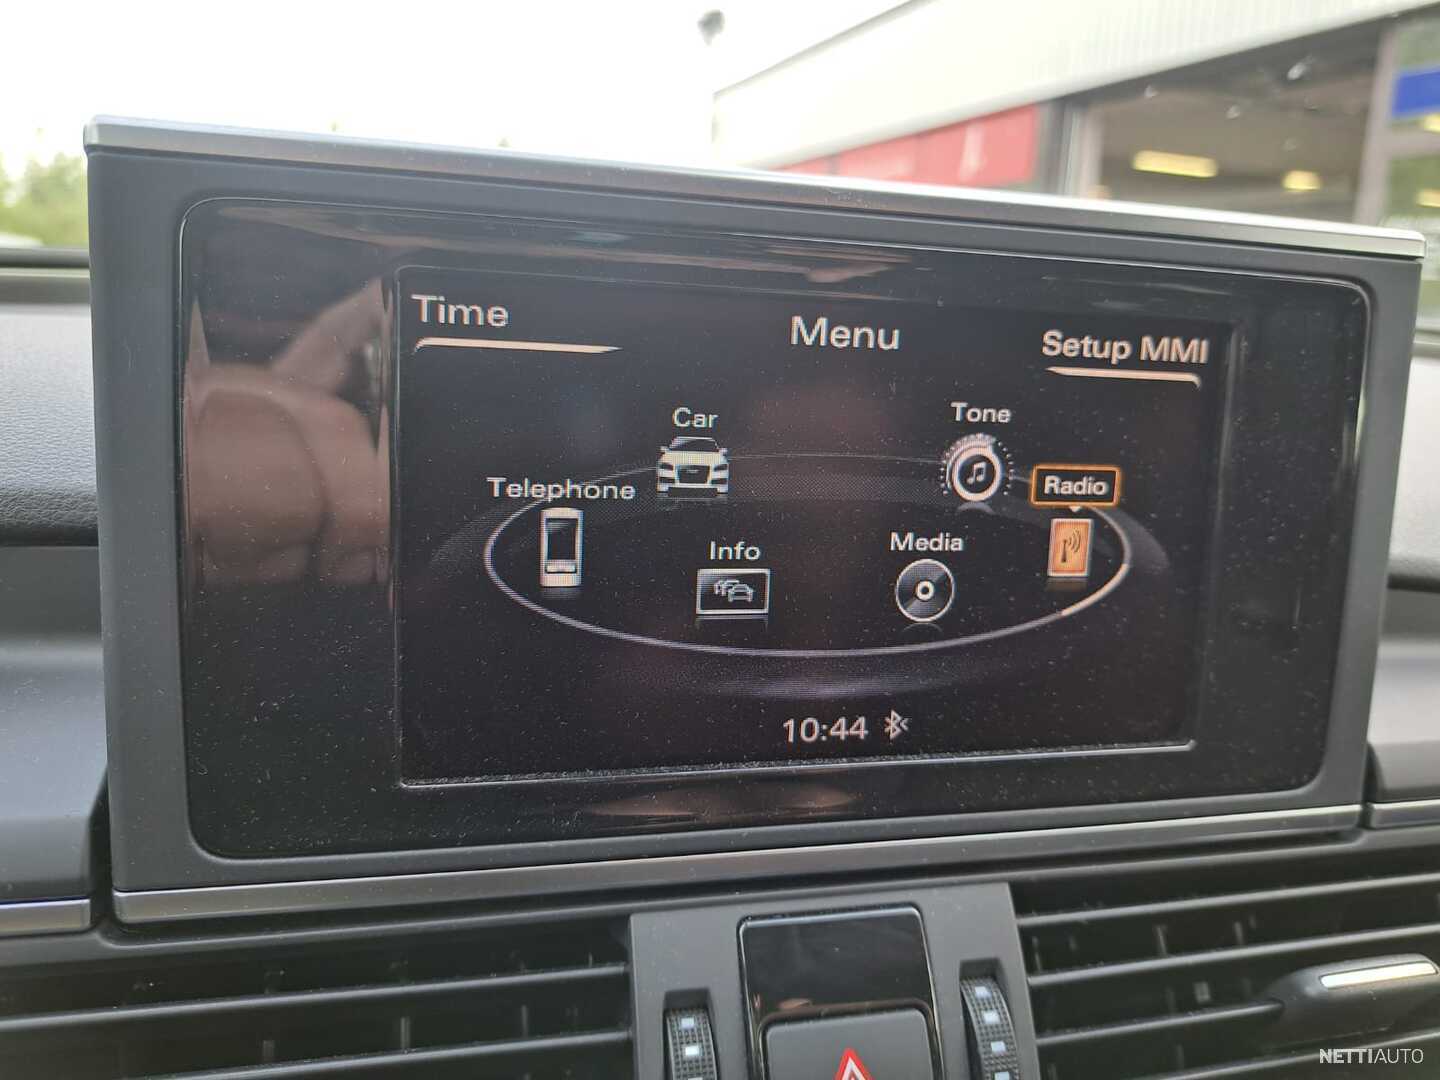 Time
Menu
Setup MMI
Car
Tone
Telephone
Radio
Info
Media
10:44
NETTIAUTO